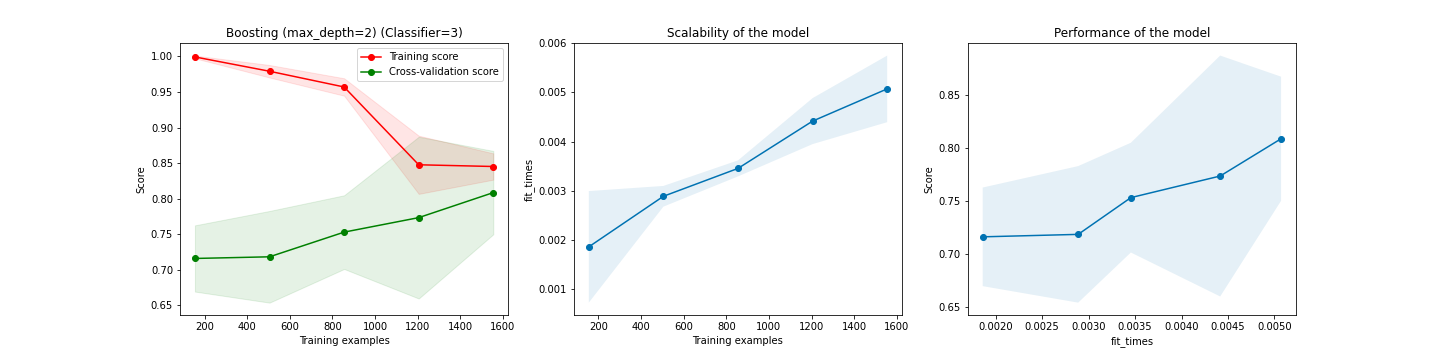 Boosting (max_depth=2) (Classifier=3)
Training score
Cross-validation score
1.00
0.95
0.90
0.85
0.80
0.75
0.70
0.65
Score
200 400 600 800 1000 1200 1400 1600
Training examples
Scalability of the model
0.006
0.005
0.004
0.003
0.002
0.001
fit_times
200 400 600 800 1000 1200 1400 1600
Training examples
Performance of the model
0.85
0.80
0.75
0.70
0.65
Score
0.0020 0.0025 0.0030 0.0035 0.0040 0.0045 0.0050
fit_times